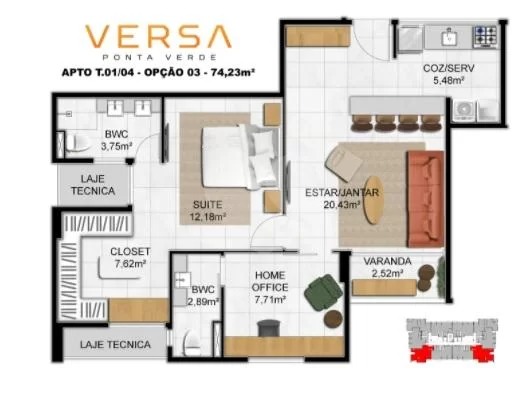 VERSA
PONTA VERDE
APTO T.01/04 - OPÇÃO 03 - 74,23m²
COZ/SERV
5,48m²
BWC
3,75m²
LAJE
TECNICA
SUITE
12,18m²
ESTAR/JANTAR
20,43m²
CLOSET
7,62m²
VARANDA
2,52m²
BWC
2,89m²
HOME
OFFICE
7,71m²
LAJE TECNICA